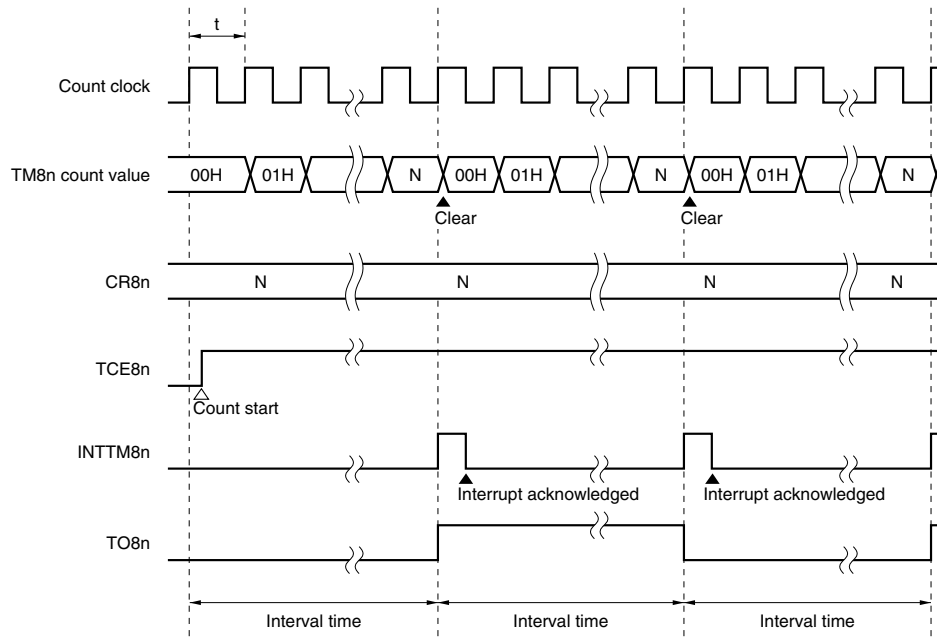 t
Count clock
TM8n count value 00H 01H N 00H 01H N 00H 01H N
Clear Clear
CR8n N N N N
TCE8n
Count start
INTTM8n
Interrupt acknowledged Interrupt acknowledged
TO8n
Interval time Interval time Interval time